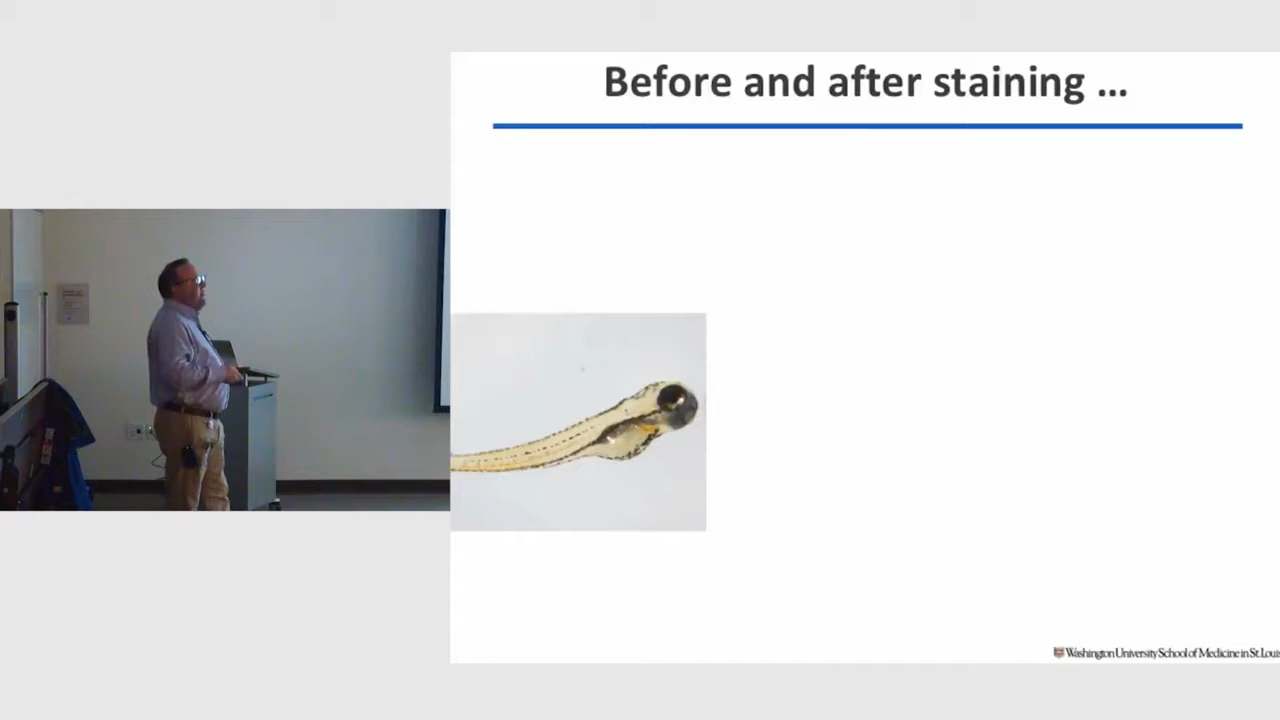 Before and after staining ...
Washington University School of Medicine in St. Louis